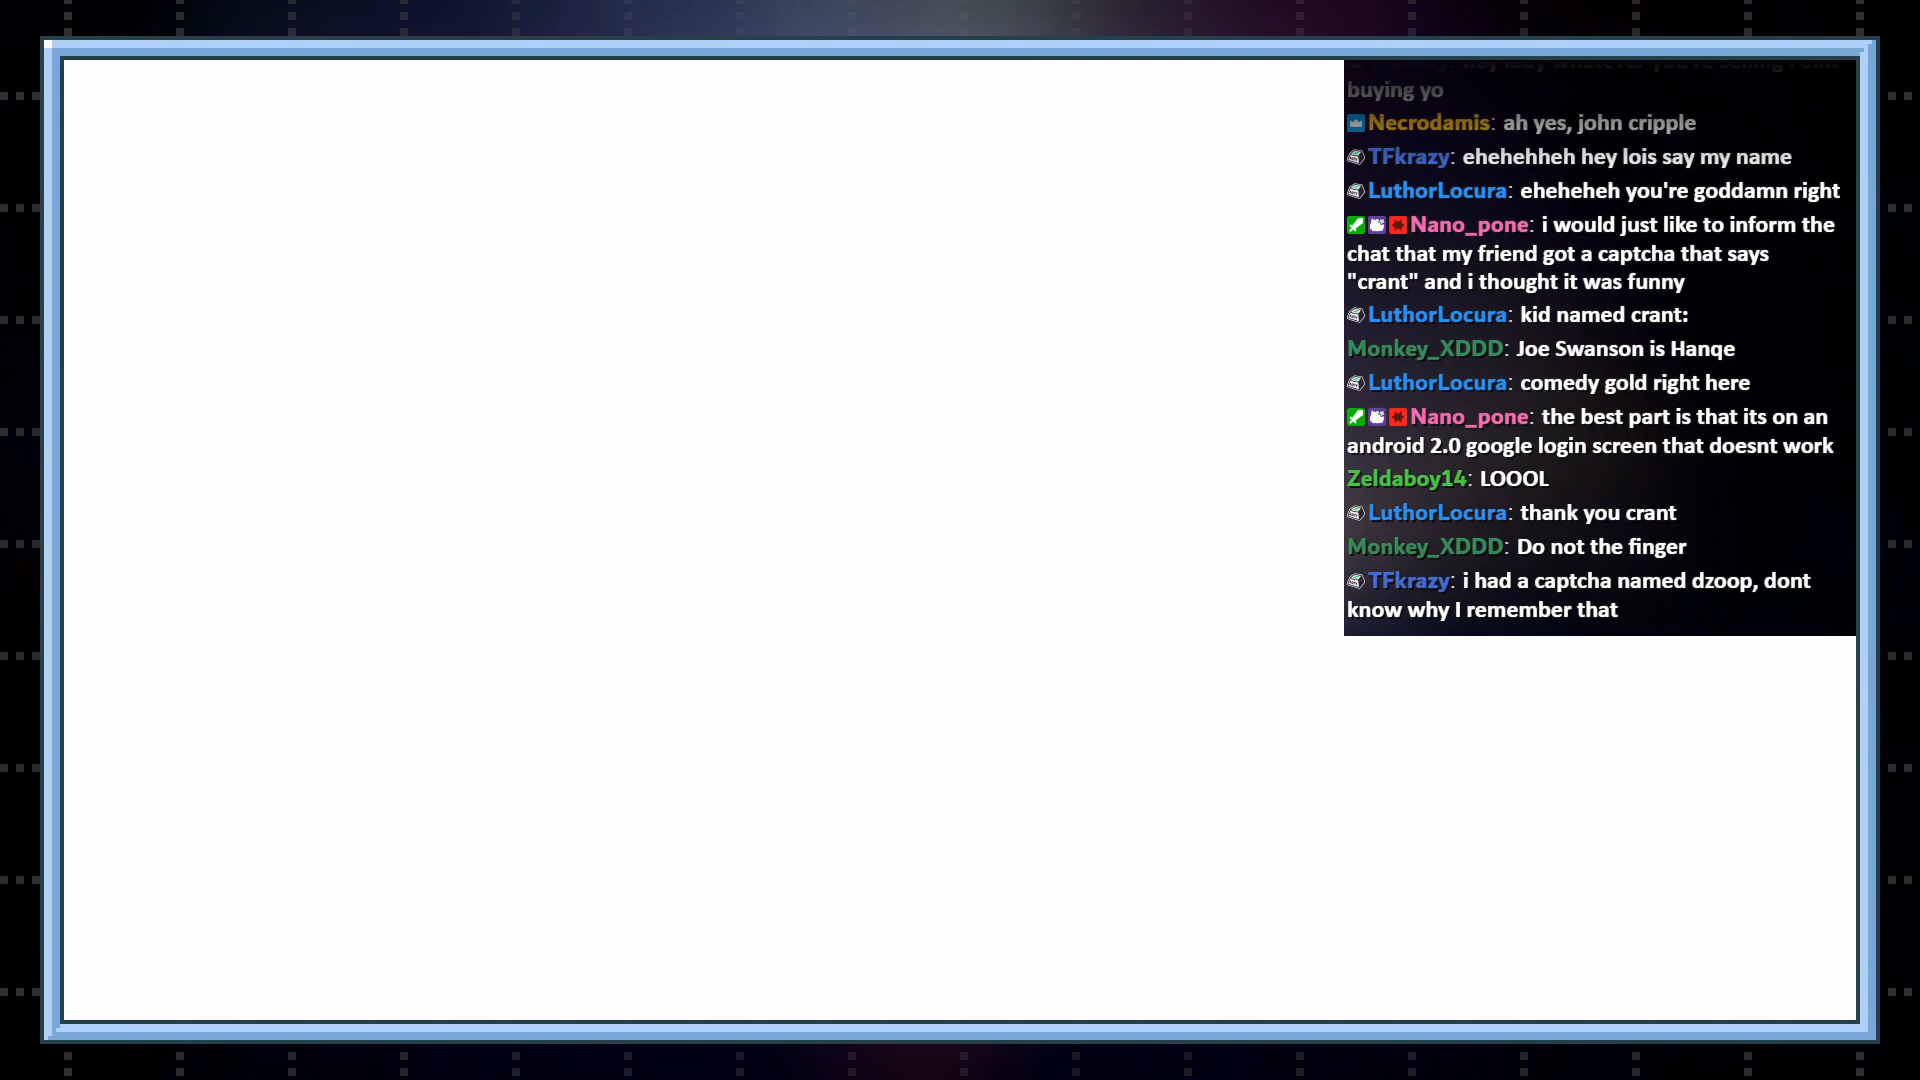 buying yo
Necrodamis: ah yes, john cripple
TFkrazy: ehehehheh hey lois say my name
LuthorLocura: eheheheh you're goddamn right
Nano_pone: i would just like to inform the
chat that my friend got a captcha that says
"crant" and i thought it was funny
LuthorLocura: kid named crant:
Monkey_XDDD: Joe Swanson is Hanqe
LuthorLocura: comedy gold right here
Nano_pone: the best part is that its on an
android 2.0 google login screen that doesnt work
Zeldaboy14: LOOOL
LuthorLocura: thank you crant
Monkey_XDDD: Do not the finger
TFkrazy: i had a captcha named dzoop, dont
know why I remember that